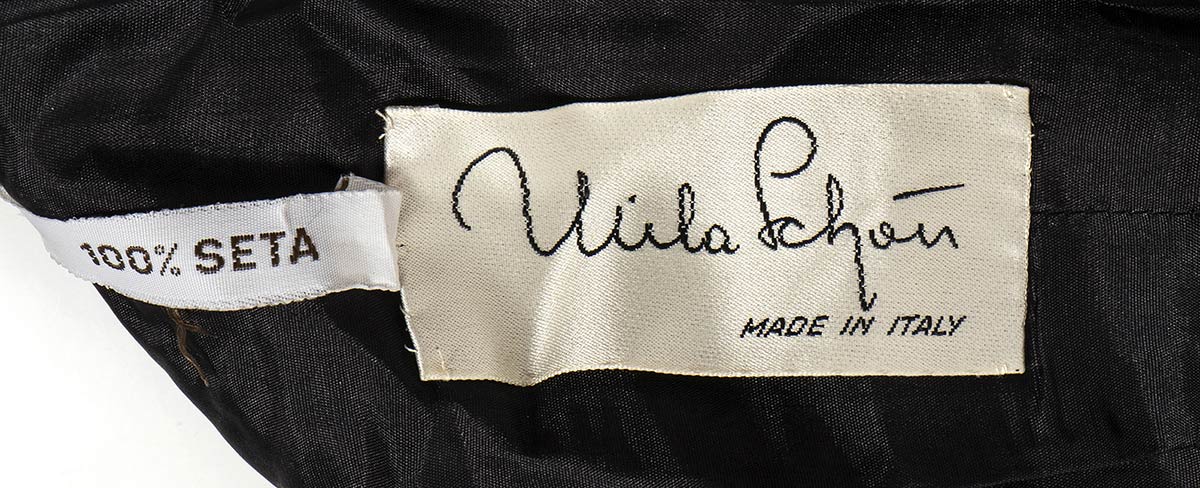 100% SETA
Mila Schön
MADE IN ITALY